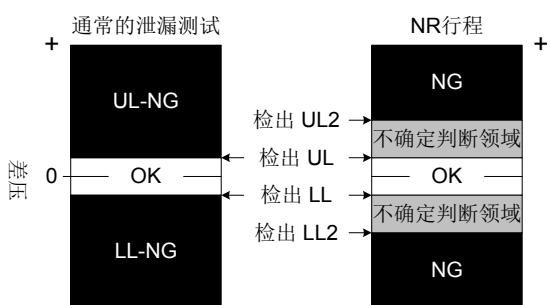 通常的泄漏测试
NR行程
+
+
UL-NG
NG
检出 UL2
不确定判断领域
检出 UL
差压
0
OK
OK
检出 LL
不确定判断领域
LL-NG
检出 LL2
NG